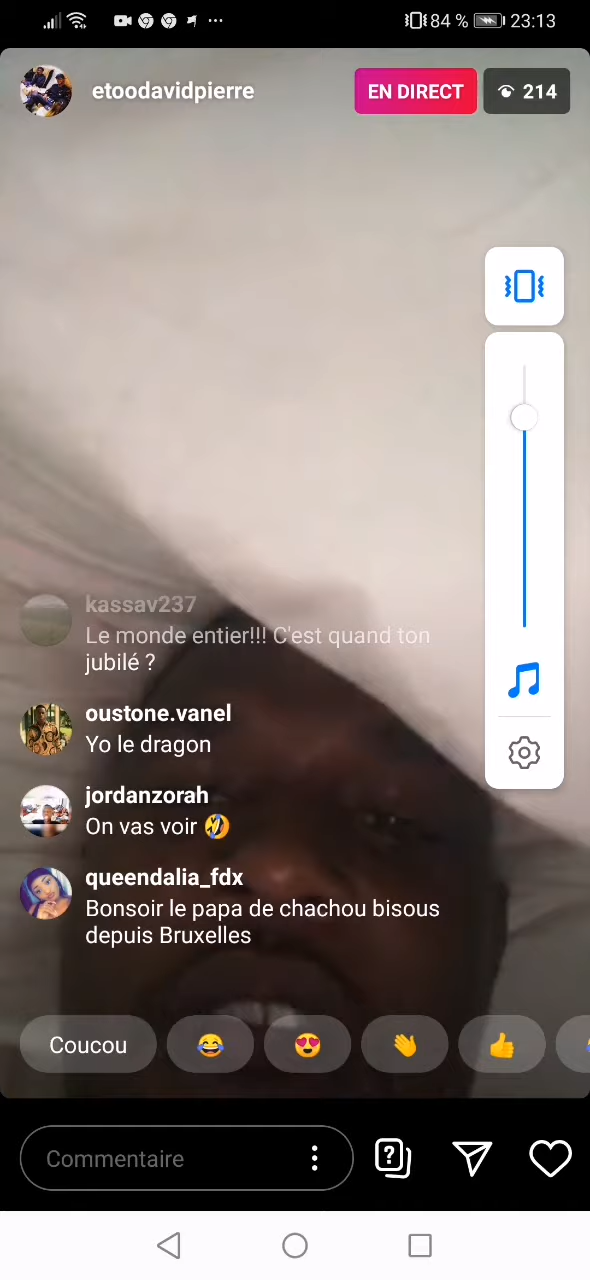 84 % 23:13
etoodavidpierre EN DIRECT 214
kassav237
Le monde entier!!! C'est quand ton
jubilé ?
oustone.vanel
Yo le dragon
jordanzorah
On vas voir 🤣
queendalia_fdx
Bonsoir le papa de chachou bisous
depuis Bruxelles
Coucou 😂 😍 👋 👍
Commentaire